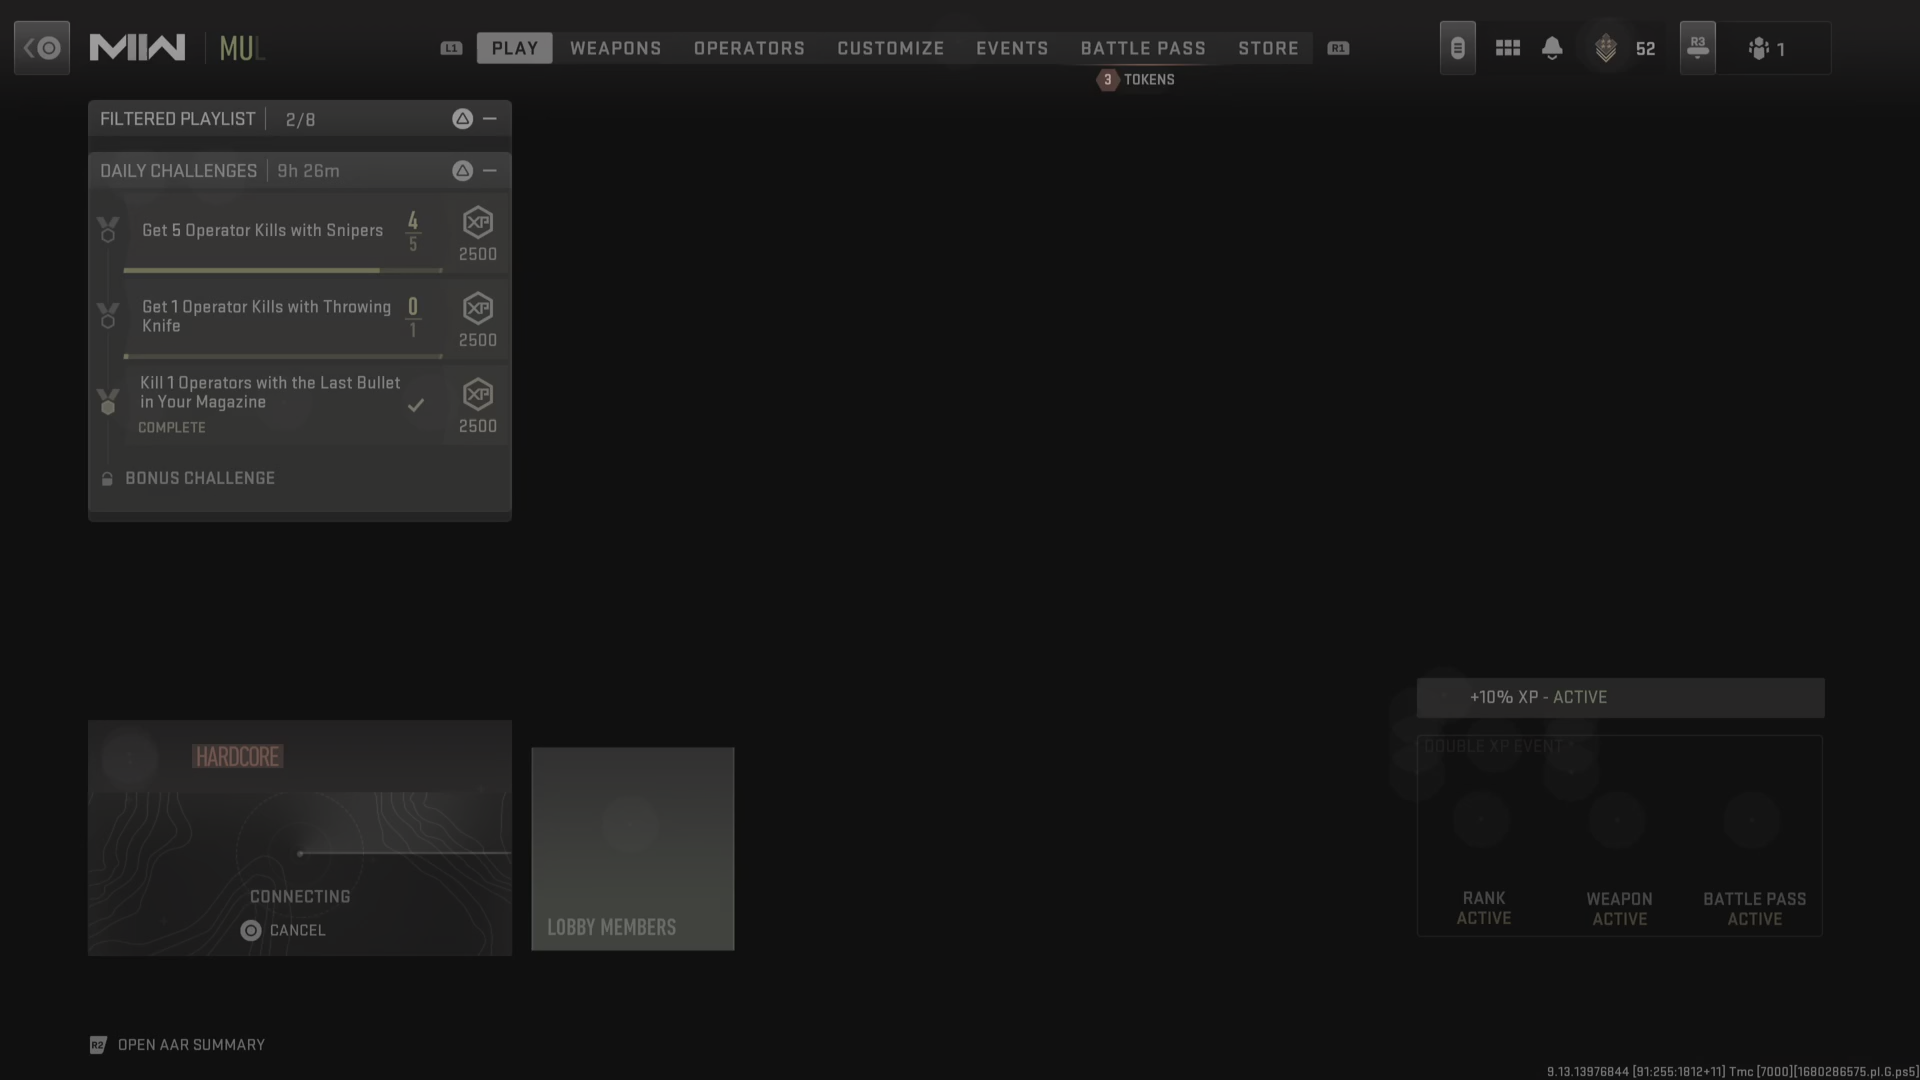 MW MUL
L1 PLAY WEAPONS OPERATORS CUSTOMIZE EVENTS BATTLE PASS STORE R1
3 TOKENS
52
R3
1
FILTERED PLAYLIST 2/8
DAILY CHALLENGES 9h 26m
Get 5 Operator Kills with Snipers
4
5
XP
2500
Get 1 Operator Kills with Throwing
Knife
0
1
XP
2500
Kill 1 Operators with the Last Bullet
in Your Magazine
COMPLETE
XP
2500
BONUS CHALLENGE
+10% XP - ACTIVE
DOUBLE XP EVENT
RANK
ACTIVE
WEAPON
ACTIVE
BATTLE PASS
ACTIVE
HARDCORE
CONNECTING
CANCEL
LOBBY MEMBERS
R2 OPEN AAR SUMMARY
9.13.13976844 [91:255:1812+11] Tmc [7000][1680286575.pl.G.ps5]